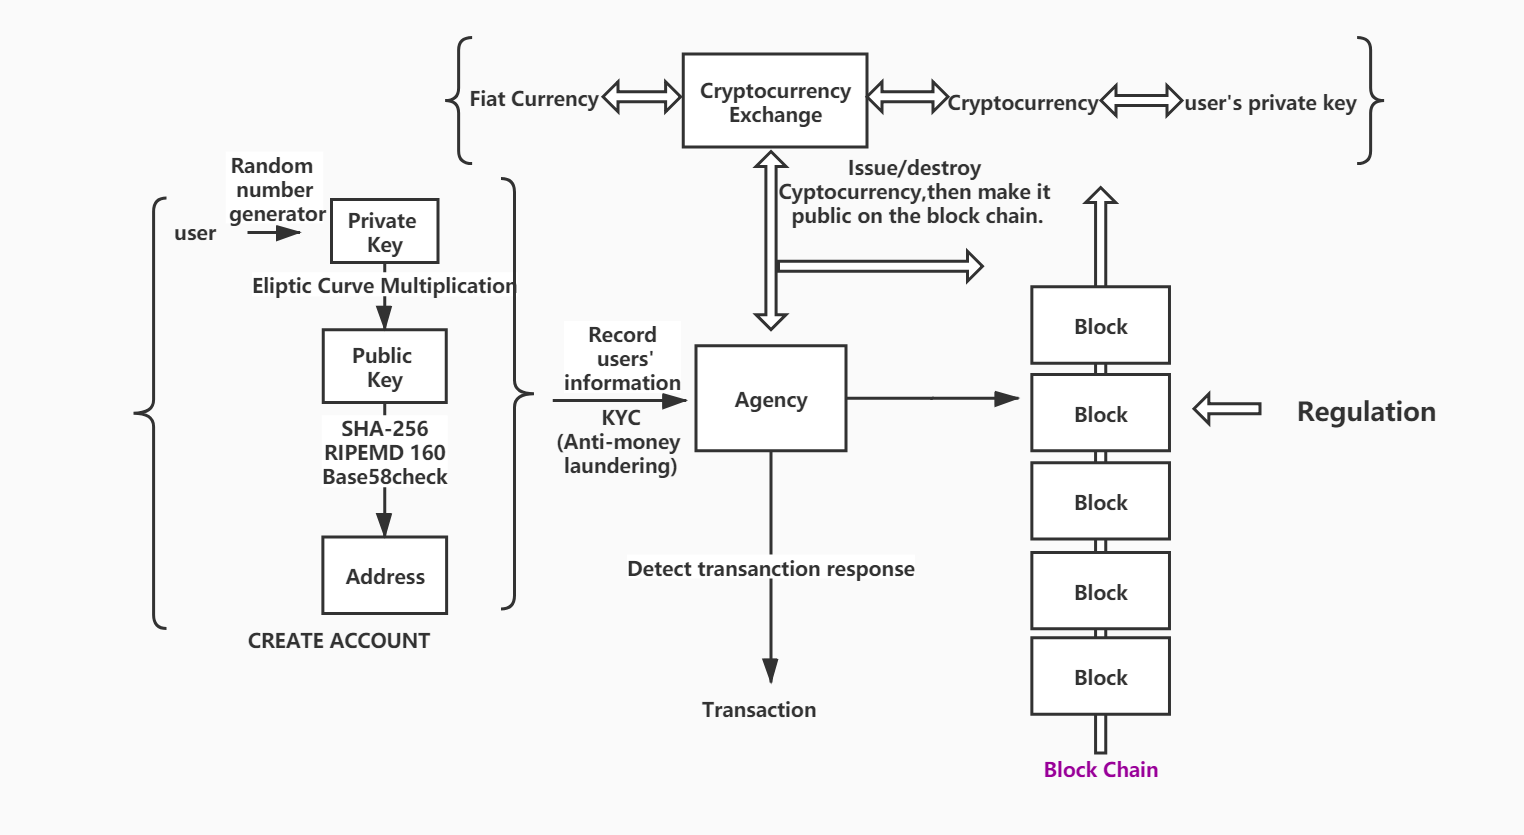 Fiat Currency
Cryptocurrency
Exchange
Cryptocurrency
user's private key
Issue/destroy
Cyptocurrency,then make it
public on the block chain.
Random
number
generator
user
Private
Key
Eliptic Curve Multiplication
Public
Key
SHA-256
RIPEMD 160
Base58check
Address
CREATE ACCOUNT
Record
users'
information
KYC
(Anti-money
laundering)
Agency
Detect transanction response
Transaction
Block
Block
Block
Block
Block
Block Chain
Regulation